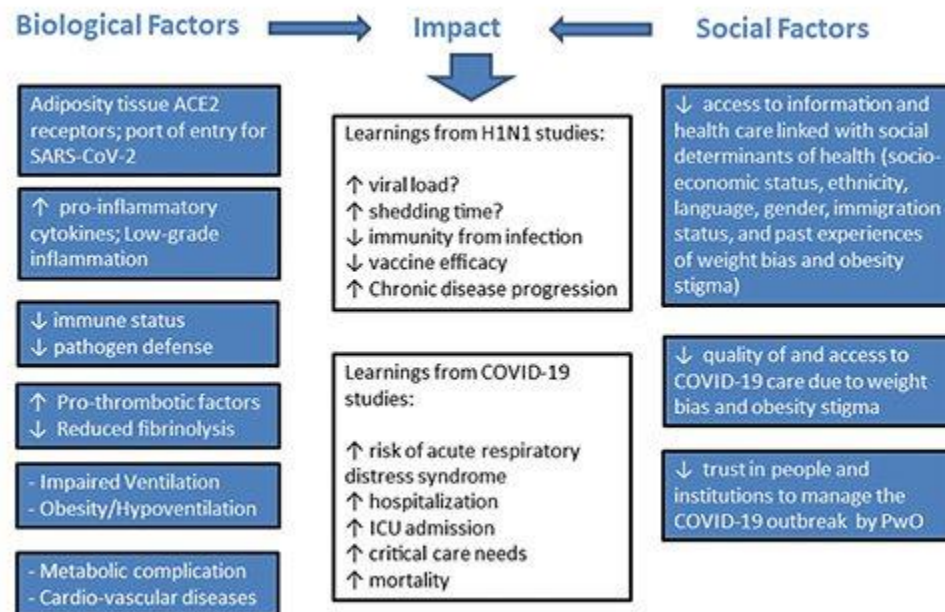 Biological Factors
Impact
Social Factors
Adiposity tissue ACE2
receptors; port of entry for
SARS-CoV-2
↑ pro-inflammatory
cytokines; Low-grade
inflammation
↓ immune status
↓ pathogen defense
↑ Pro-thrombotic factors
↓ Reduced fibrinolysis
- Impaired Ventilation
- Obesity/Hypoventilation
- Metabolic complication
- Cardio-vascular diseases
Learnings from H1N1 studies:
↑ viral load?
↑ shedding time?
↓ immunity from infection
↓ vaccine efficacy
↑ Chronic disease progression
Learnings from COVID-19
studies:
↑ risk of acute respiratory
distress syndrome
↑ hospitalization
↑ ICU admission
↑ critical care needs
↑ mortality
↓ access to information and
health care linked with social
determinants of health (socio-
economic status, ethnicity,
language, gender, immigration
status, and past experiences
of weight bias and obesity
stigma)
↓ quality of and access to
COVID-19 care due to weight
bias and obesity stigma
↓ trust in people and
institutions to manage the
COVID-19 outbreak by PwO